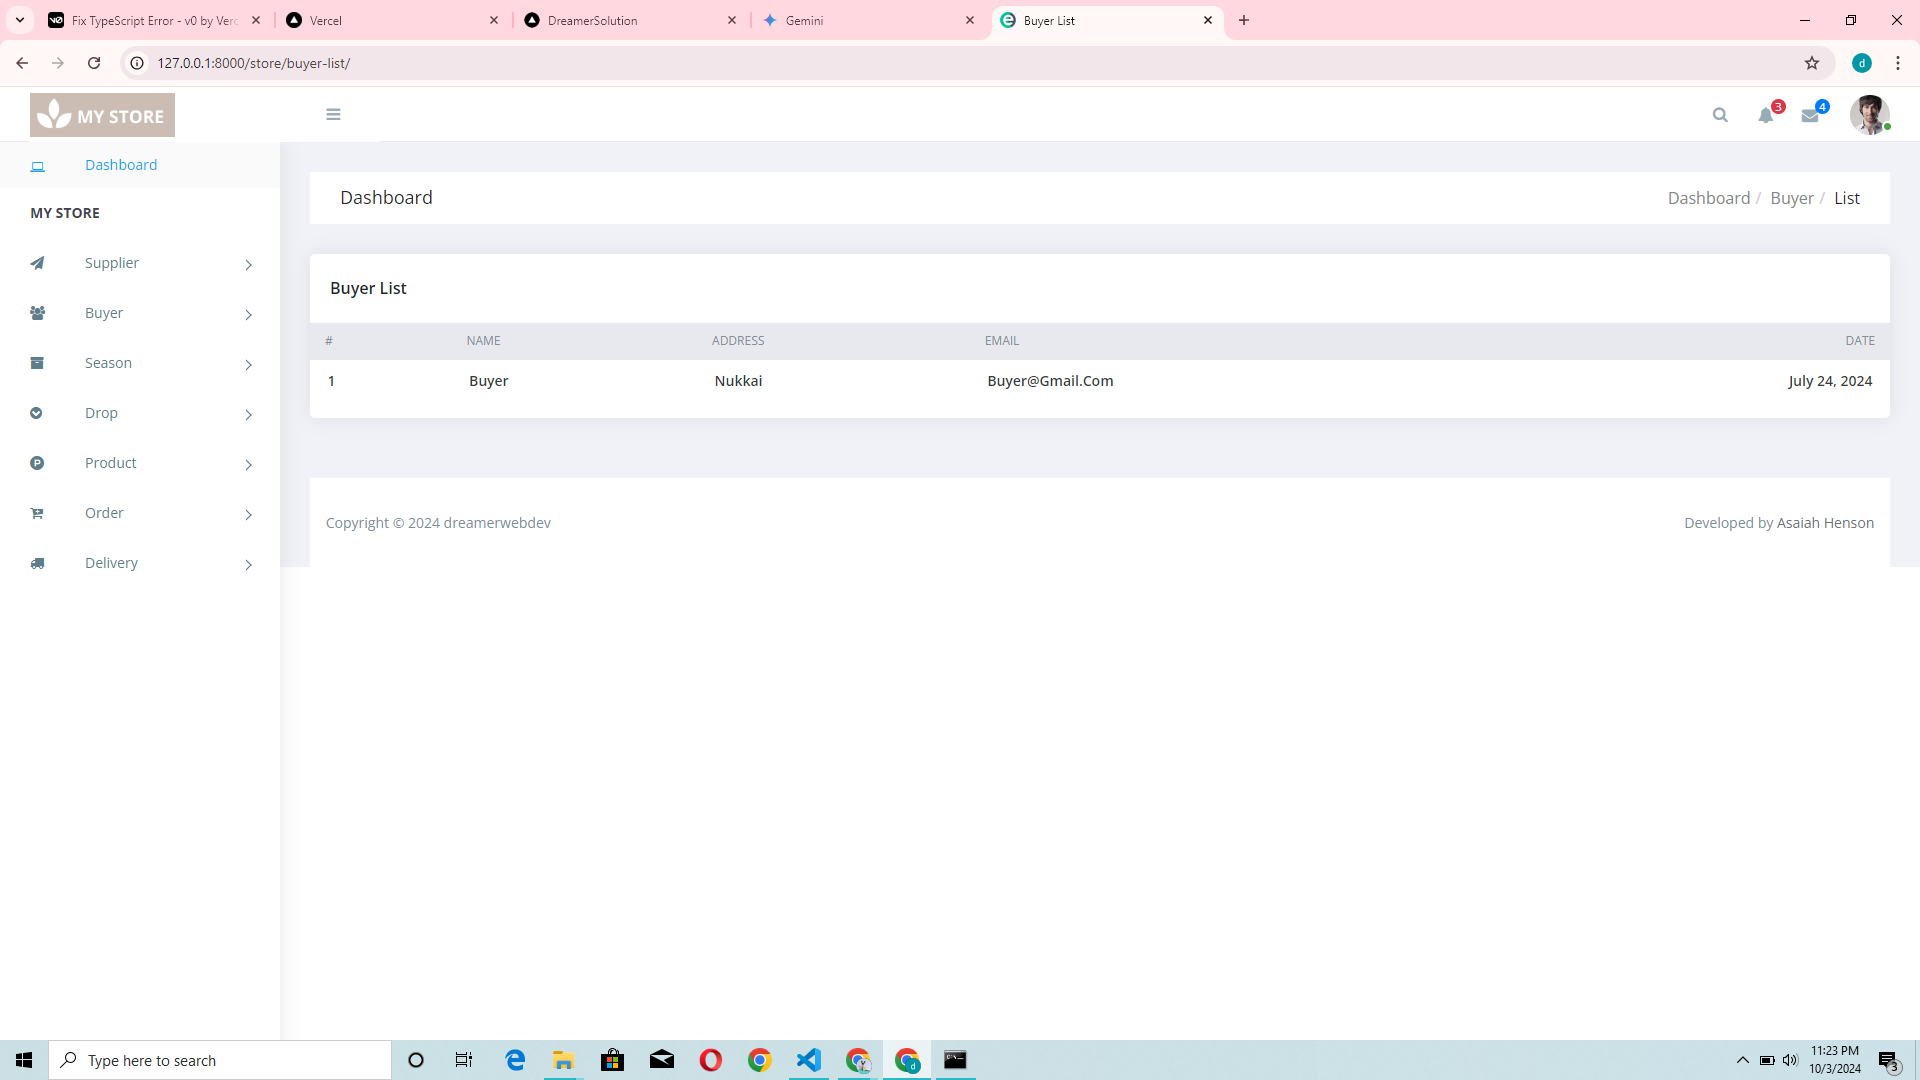 Fix TypeScript Error - v0 by Verc
Vercel
DreamerSolution
Gemini
Buyer List
127.0.0.1:8000/store/buyer-list/
d
MY STORE
3
4
Dashboard
MY STORE
Supplier
Buyer
Season
Drop
Product
Order
Delivery
Dashboard
Dashboard / Buyer / List
Buyer List
# NAME ADDRESS EMAIL DATE
1 Buyer Nukkai Buyer@Gmail.Com July 24, 2024
Copyright © 2024 dreamerwebdev
Developed by Asaiah Henson
Type here to search
11:23 PM
10/3/2024
3